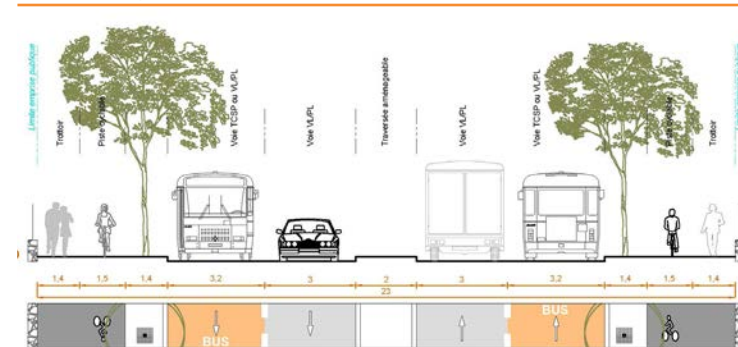 Limite emprise publique
Trottoir
Piste cyclable
Voie TCSP ou VL/PL
Voie VL/PL
Traversée aménageable
Voie VL/PL
Voie TCSP ou VL/PL
Piste cyclable
Trottoir
1,4 1,5 1,4 3,2 3 2 3 3,2 1,4 1,5 1,4
23
BUS
BUS